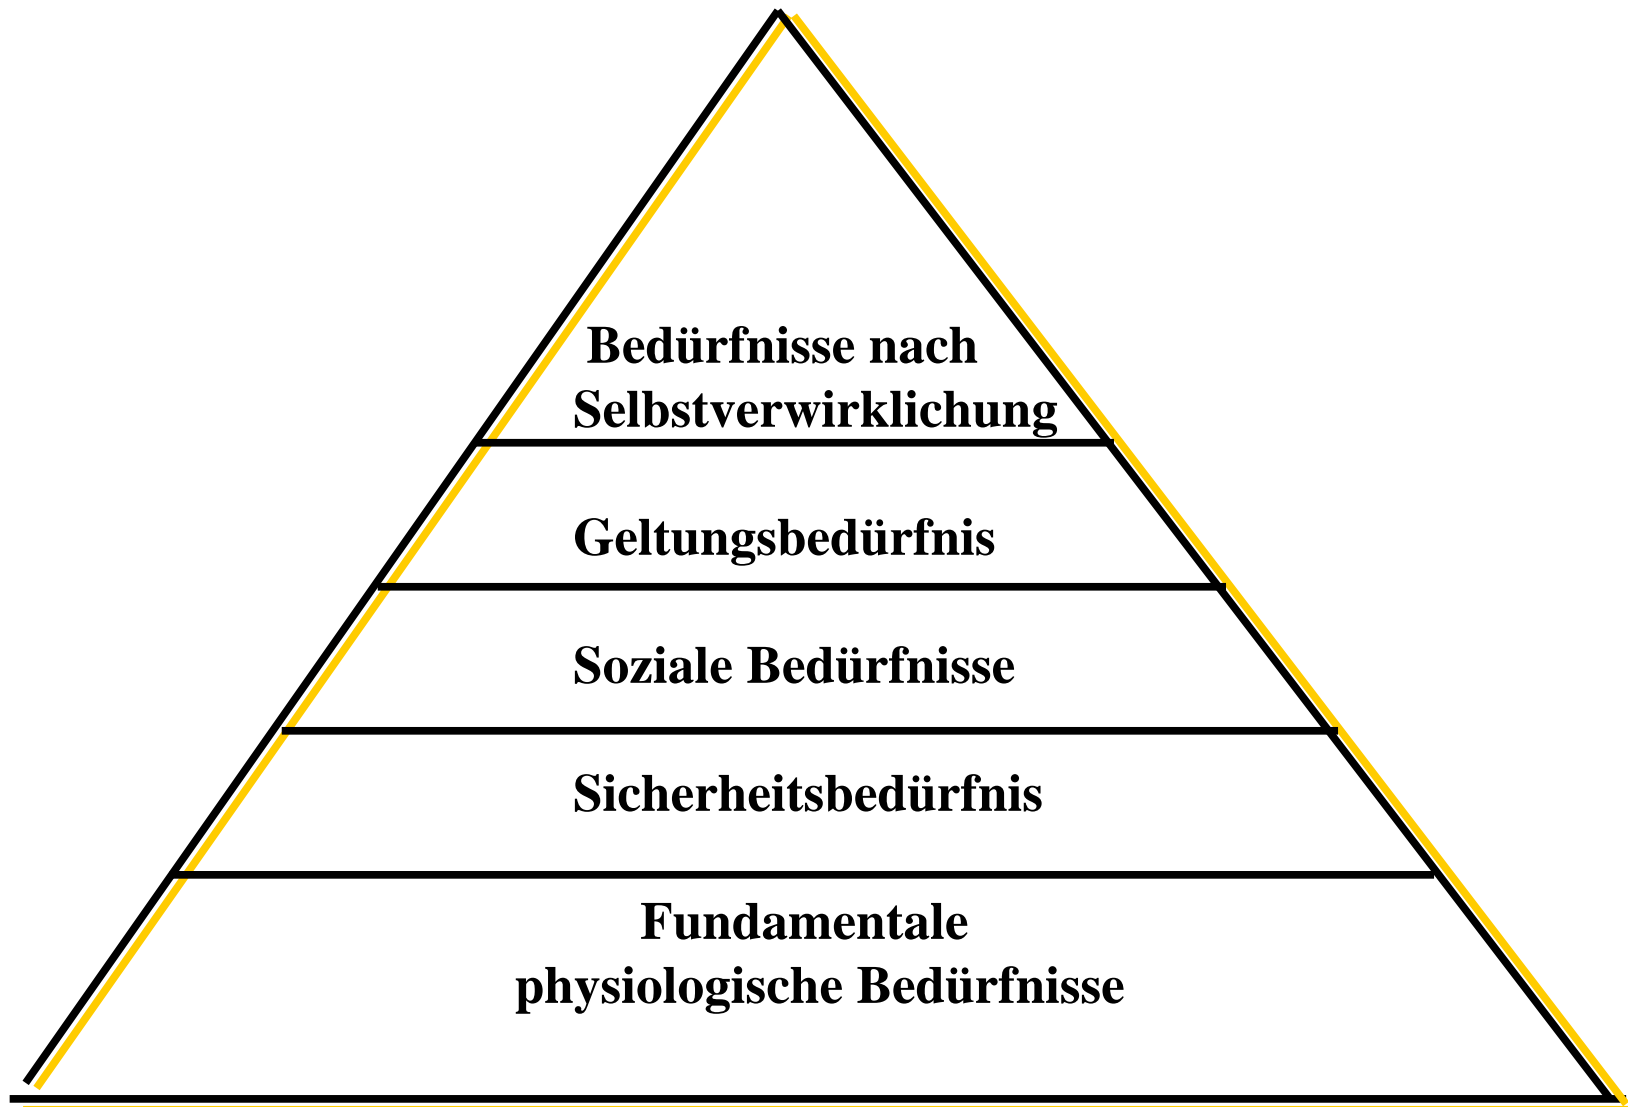 Bedürfnisse nach
Selbstverwirklichung
Geltungsbedürfnis
Soziale Bedürfnisse
Sicherheitsbedürfnis
Fundamentale
physiologische Bedürfnisse